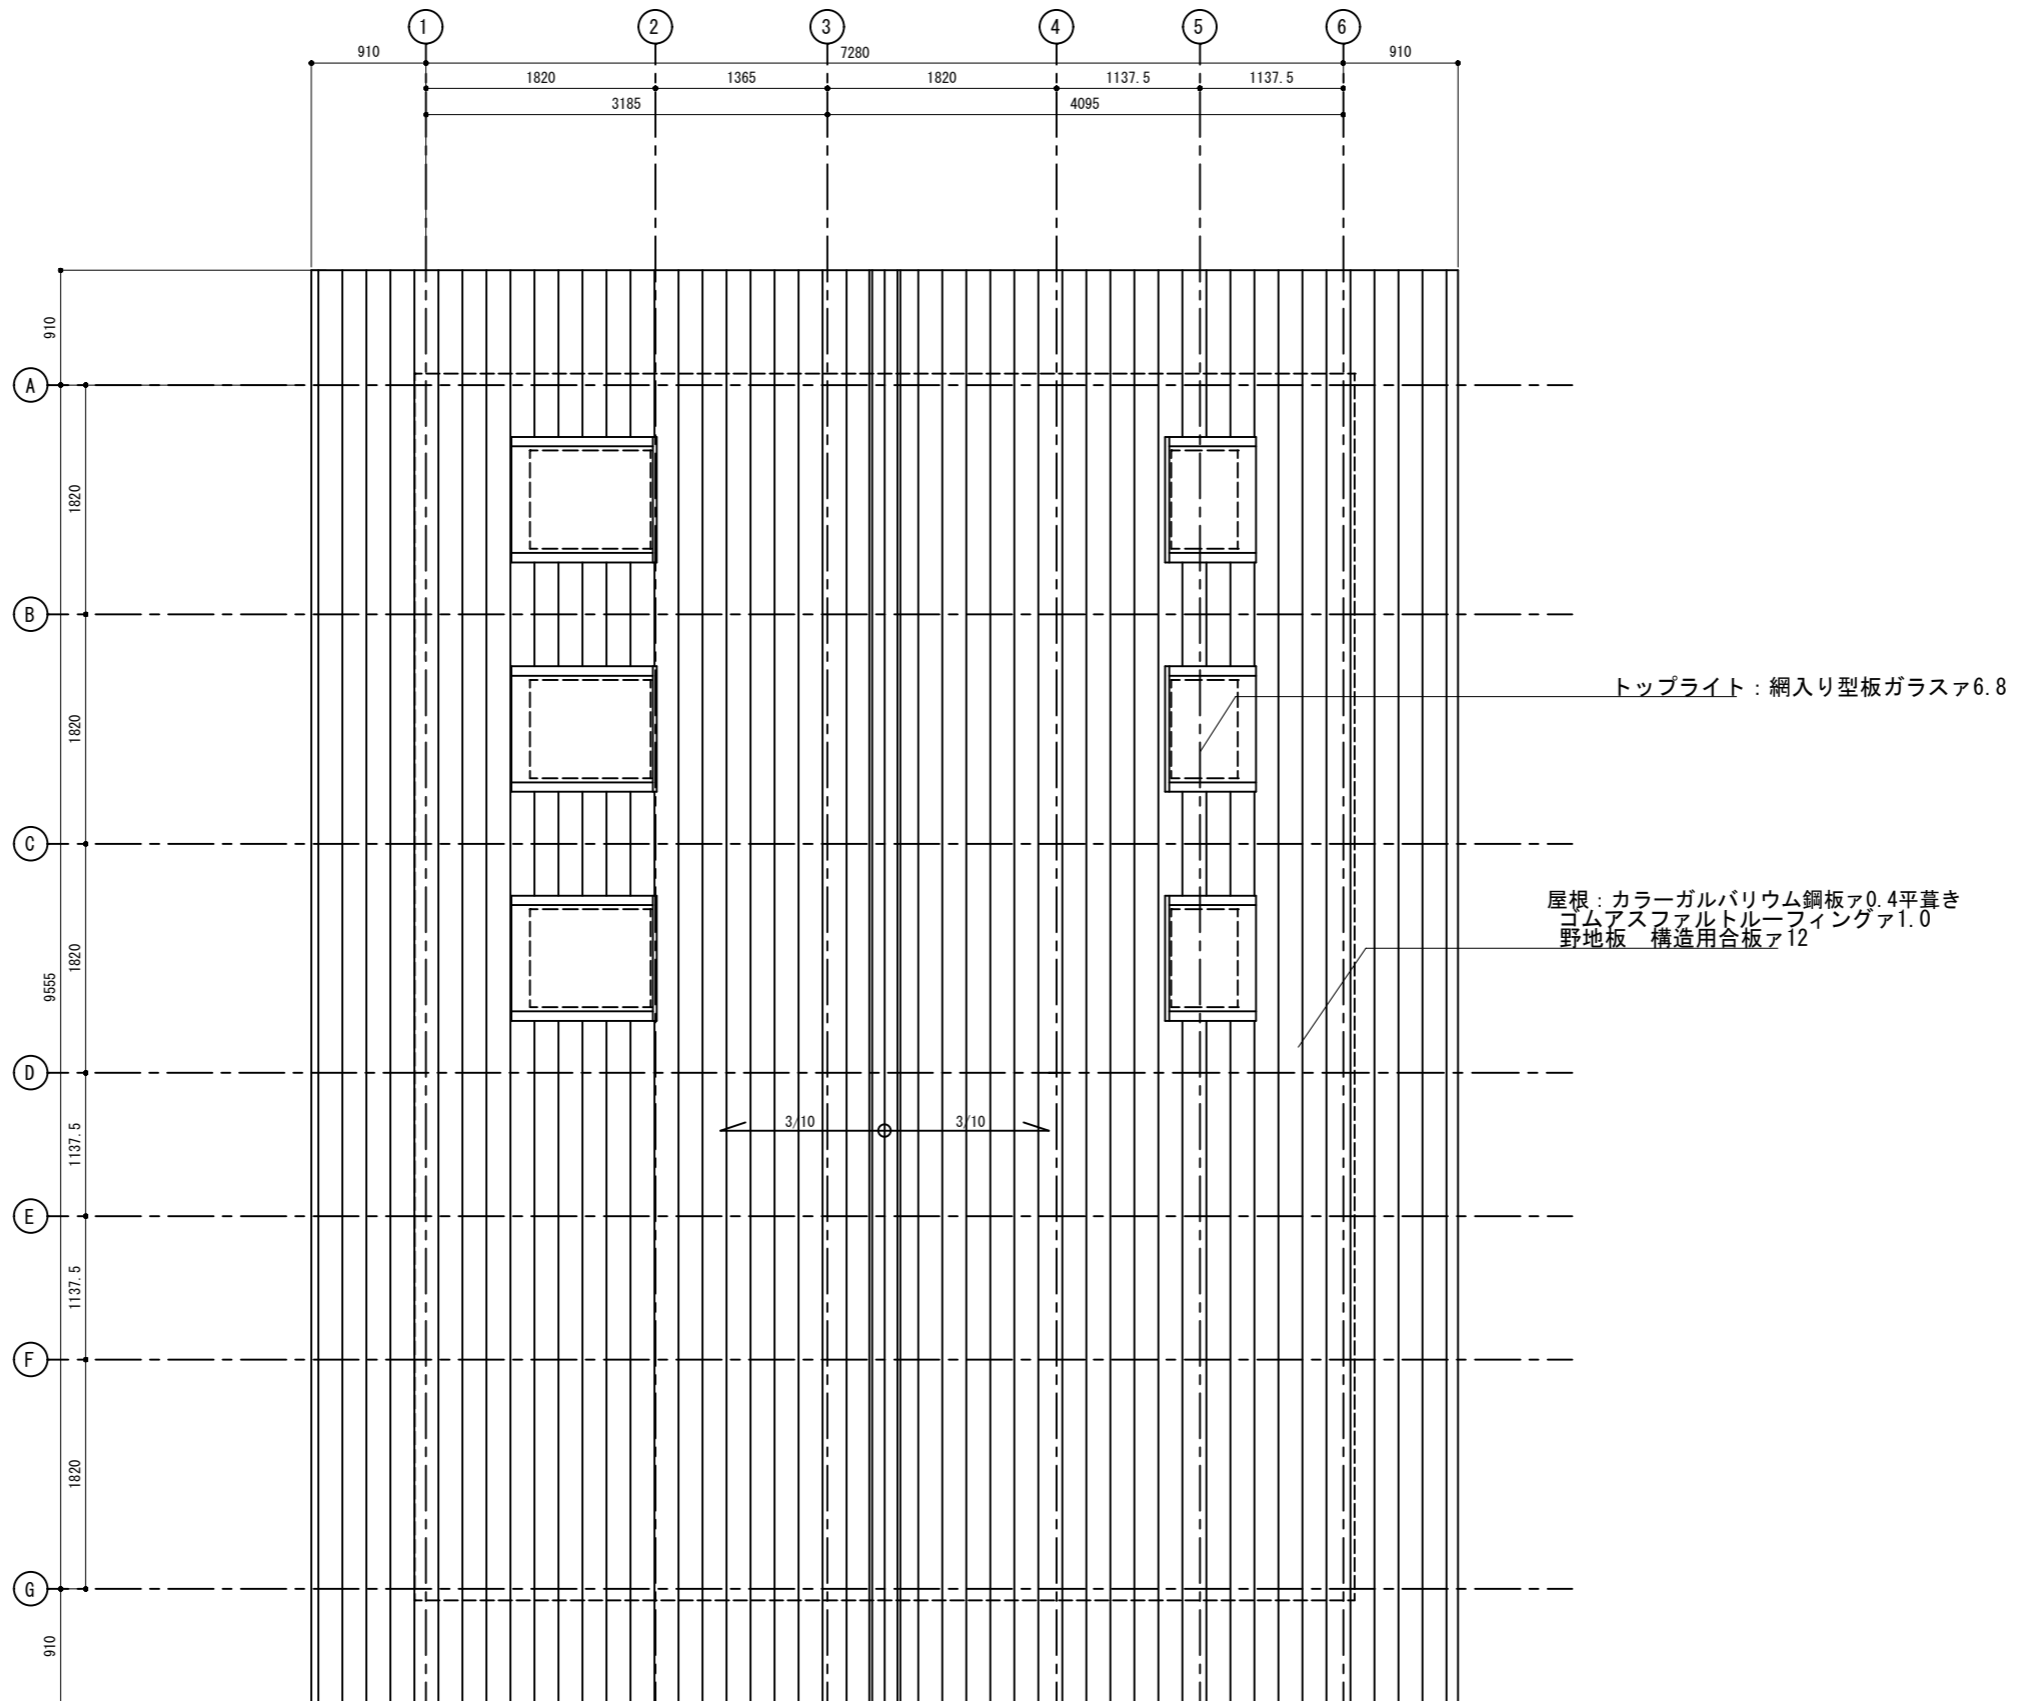 1 2 3 4 5 6
910 7280 910
1820 1365 1820 1137.5 1137.5
3185 4095
910
A
1820
B
1820
トップライト：網入り型板ガラスァ6.8
C
屋根：カラーガルバリウム鋼板ァ0.4平葺き
ゴムアスファルトルーフィングァ1.0
野地板　構造用合板ァ12
1820
9555
D
3/10 3/10
1137.5
E
1137.5
F
1820
G
910